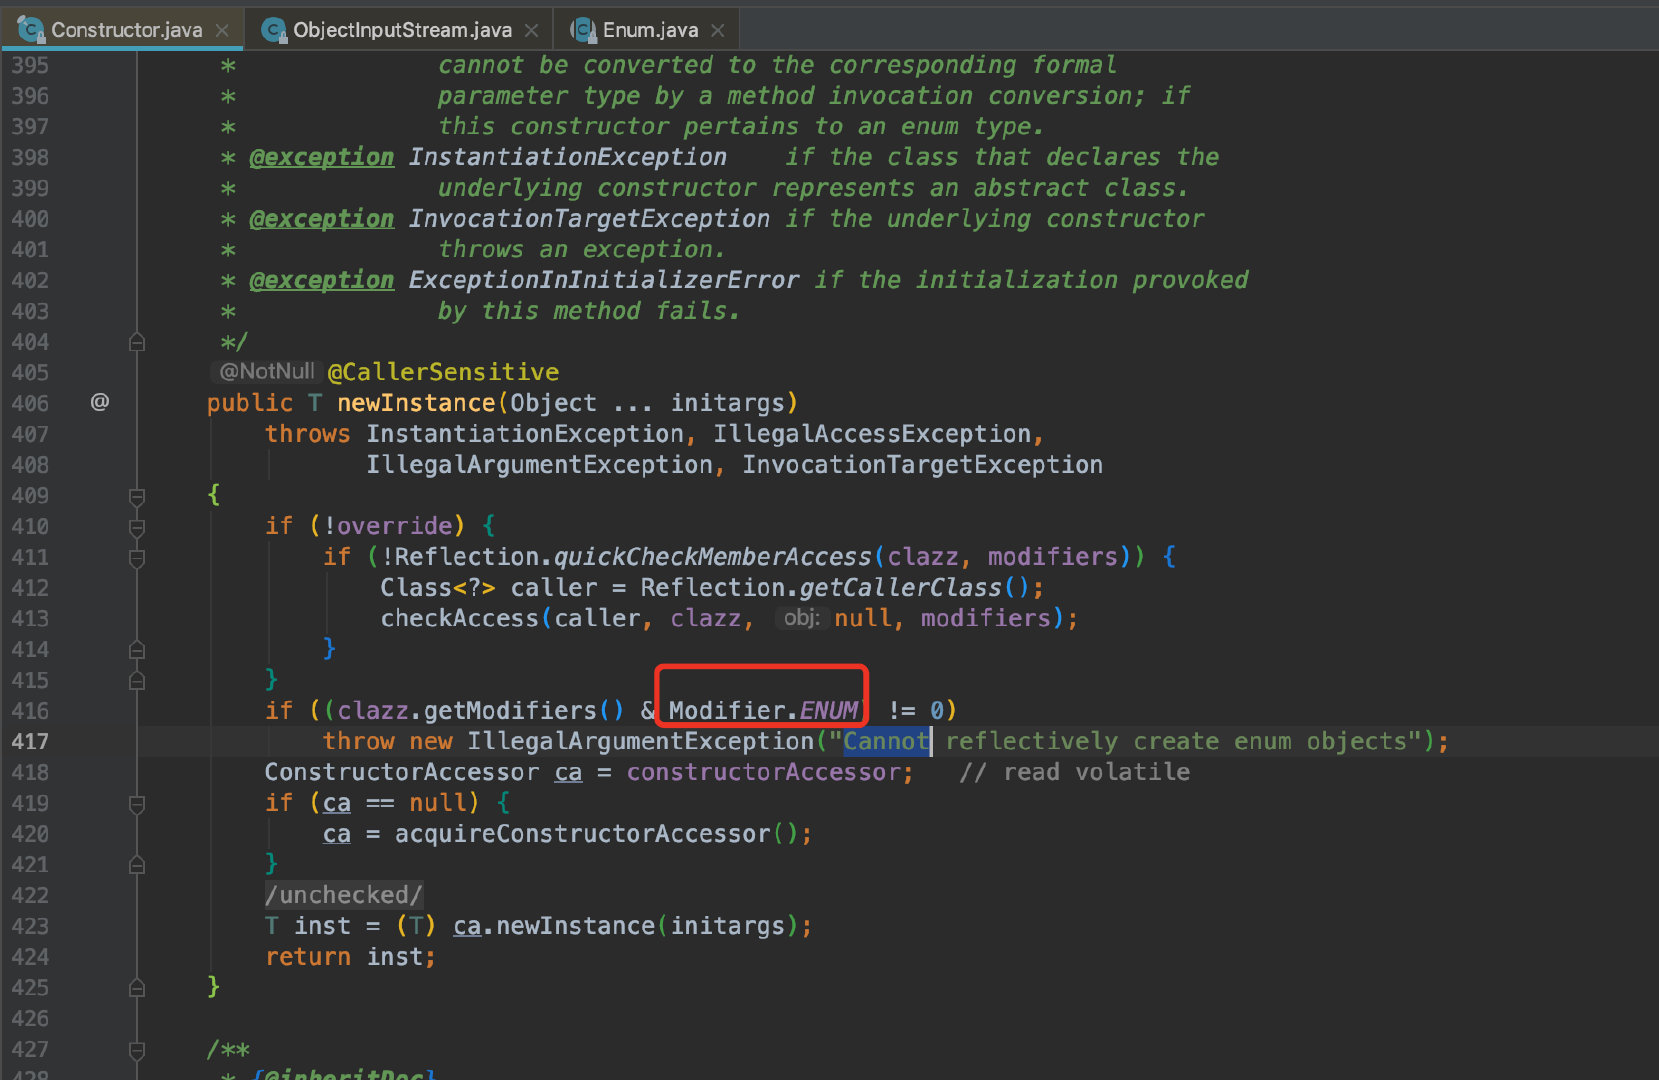 Constructor.java ObjectInputStream.java Enum.java
395 * cannot be converted to the corresponding formal
396 * parameter type by a method invocation conversion; if
397 * this constructor pertains to an enum type.
398 * @exception InstantiationException if the class that declares the
399 * underlying constructor represents an abstract class.
400 * @exception InvocationTargetException if the underlying constructor
401 * throws an exception.
402 * @exception ExceptionInInitializerError if the initialization provoked
403 * by this method fails.
404 */
405 @NotNull @CallerSensitive
406 @ public T newInstance(Object ... initargs)
407 throws InstantiationException, IllegalAccessException,
408 IllegalArgumentException, InvocationTargetException
409 {
410 if (!override) {
411 if (!Reflection.quickCheckMemberAccess(clazz, modifiers)) {
412 Class<?> caller = Reflection.getCallerClass();
413 checkAccess(caller, clazz, obj: null, modifiers);
414 }
415 }
416 if ((clazz.getModifiers() & Modifier.ENUM) != 0)
417 throw new IllegalArgumentException("Cannot reflectively create enum objects");
418 ConstructorAccessor ca = constructorAccessor; // read volatile
419 if (ca == null) {
420 ca = acquireConstructorAccessor();
421 }
422 /unchecked/
423 T inst = (T) ca.newInstance(initargs);
424 return inst;
425 }
426
427 /**
428 * {@inheritDoc}